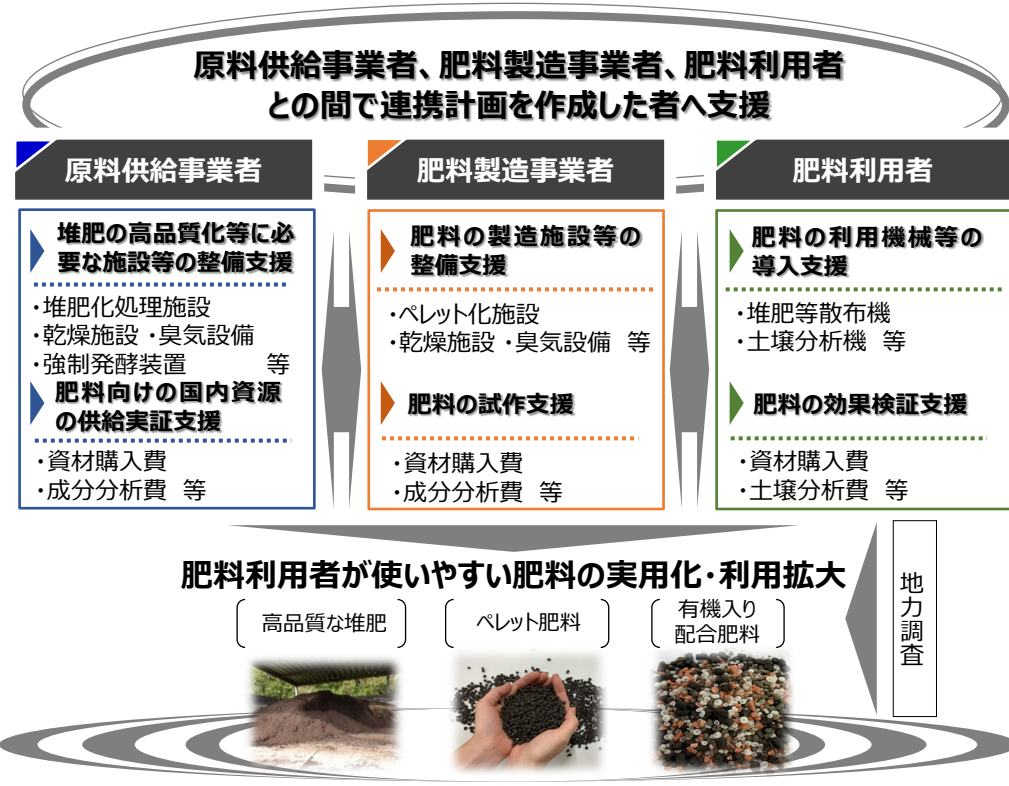 原料供給事業者、肥料製造事業者、肥料利用者
との間で連携計画を作成した者へ支援
原料供給事業者
堆肥の高品質化等に必
要な施設等の整備支援
・堆肥化処理施設
・乾燥施設・臭気設備
・強制発酵装置　等
肥料向けの国内資源
の供給実証支援
・資材購入費
・成分分析費　等
肥料製造事業者
肥料の製造施設等の
整備支援
・ペレット化施設
・乾燥施設・臭気設備　等
肥料の試作支援
・資材購入費
・成分分析費　等
肥料利用者
肥料の利用機械等の
導入支援
・堆肥等散布機
・土壌分析機　等
肥料の効果検証支援
・資材購入費
・土壌分析費　等
肥料利用者が使いやすい肥料の実用化・利用拡大
高品質な堆肥
ペレット肥料
有機入り
配合肥料
地力調査